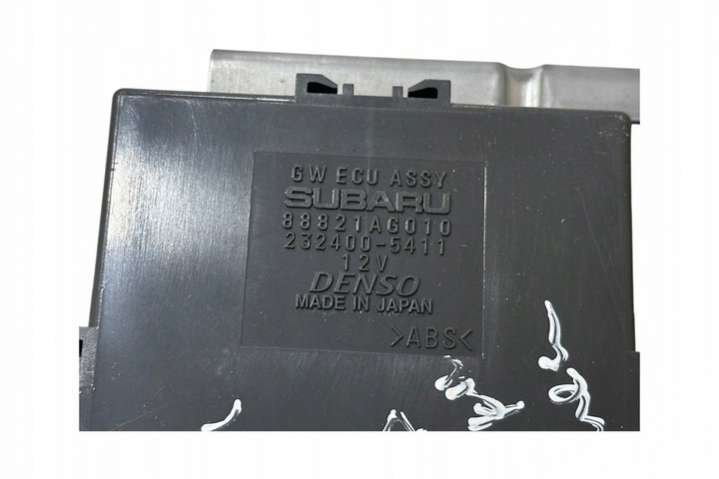 GW ECU ASSY
SUBARU
88821AG010
232400-5411
12V
DENSO
MADE IN JAPAN
>ABS<